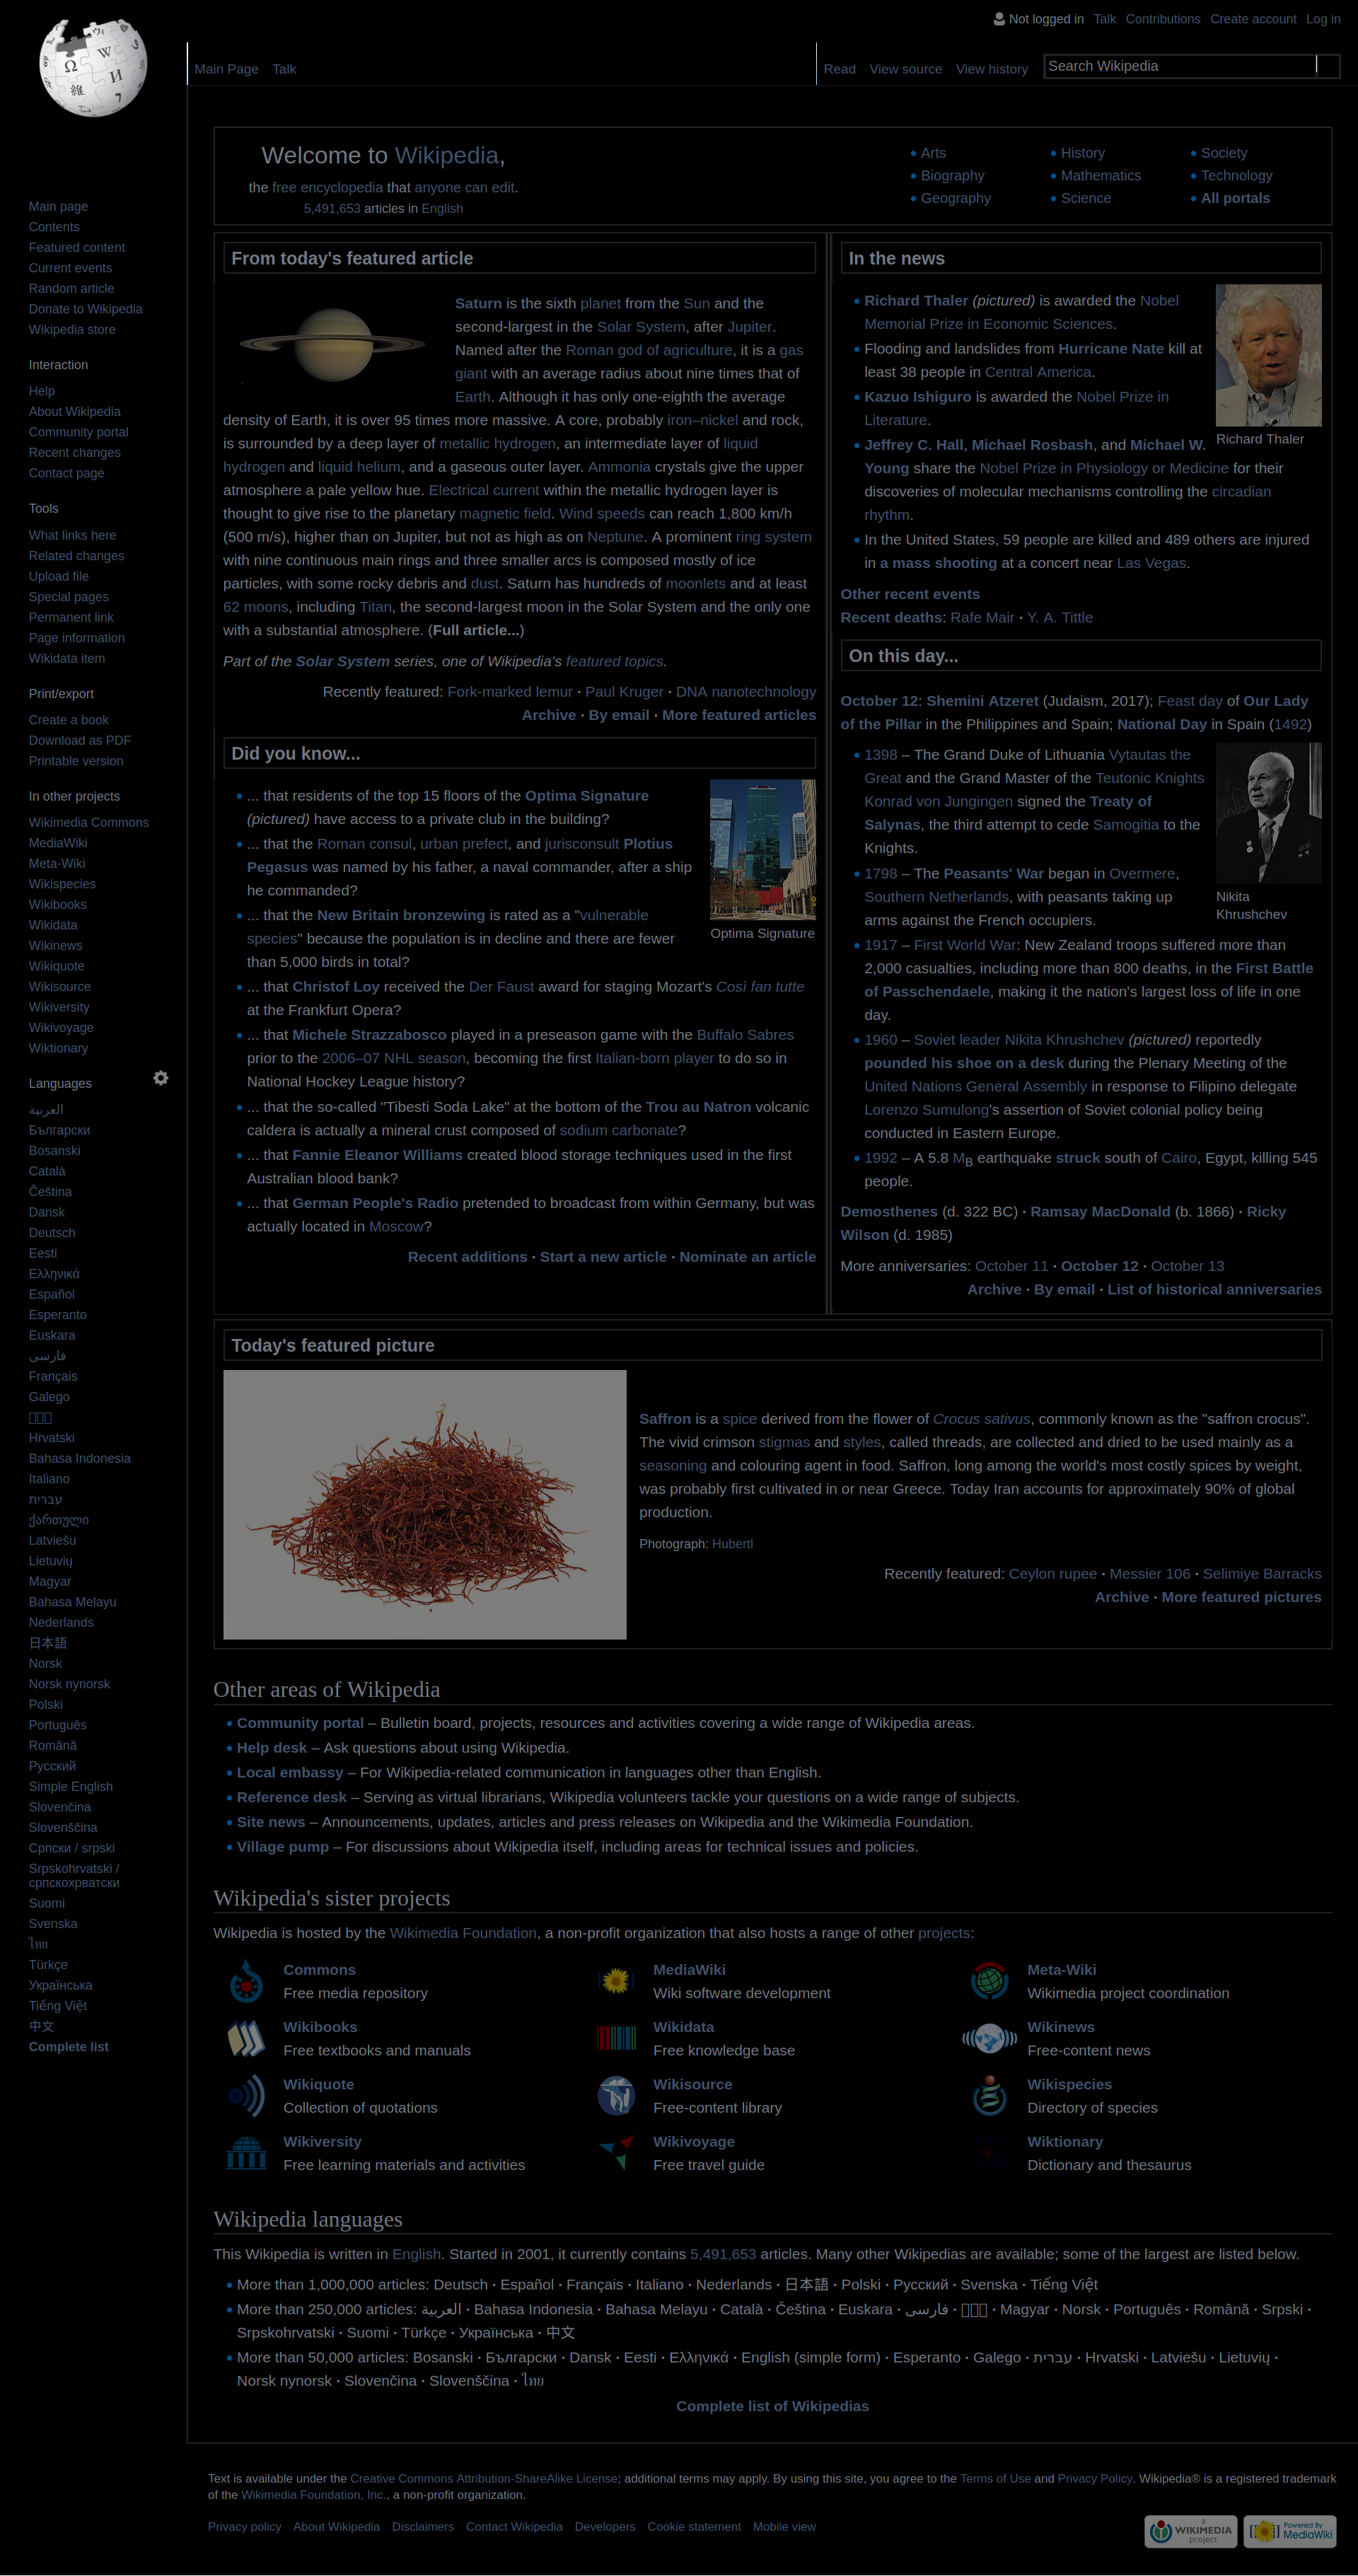 Not logged in Talk Contributions Create account Log in
Main Page Talk Read View source View history Search Wikipedia
Main page
Contents
Featured content
Current events
Random article
Donate to Wikipedia
Wikipedia store
Interaction
Help
About Wikipedia
Community portal
Recent changes
Contact page
Tools
What links here
Related changes
Upload file
Special pages
Permanent link
Page information
Wikidata item
Print/export
Create a book
Download as PDF
Printable version
In other projects
Wikimedia Commons
MediaWiki
Meta-Wiki
Wikispecies
Wikibooks
Wikidata
Wikinews
Wikiquote
Wikisource
Wikiversity
Wikivoyage
Wiktionary
Languages
العربية
Български
Bosanski
Català
Čeština
Dansk
Deutsch
Eesti
Ελληνικά
Español
Esperanto
Euskara
فارسی
Français
Galego
Hrvatski
Bahasa Indonesia
Italiano
עברית
ქართული
Latviešu
Lietuvių
Magyar
Bahasa Melayu
Nederlands
日本語
Norsk
Norsk nynorsk
Polski
Português
Română
Русский
Simple English
Slovenčina
Slovenščina
Српски / srpski
Srpskohrvatski /
српскохрватски
Suomi
Svenska
ไทย
Türkçe
Українська
Tiếng Việt
中文
Complete list
Welcome to Wikipedia,
the free encyclopedia that anyone can edit.
5,491,653 articles in English
Arts
Biography
Geography
History
Mathematics
Science
Society
Technology
All portals
From today's featured article
Saturn is the sixth planet from the Sun and the
second-largest in the Solar System, after Jupiter.
Named after the Roman god of agriculture, it is a gas
giant with an average radius about nine times that of
Earth. Although it has only one-eighth the average
density of Earth, it is over 95 times more massive. A core, probably iron–nickel and rock,
is surrounded by a deep layer of metallic hydrogen, an intermediate layer of liquid
hydrogen and liquid helium, and a gaseous outer layer. Ammonia crystals give the upper
atmosphere a pale yellow hue. Electrical current within the metallic hydrogen layer is
thought to give rise to the planetary magnetic field. Wind speeds can reach 1,800 km/h
(500 m/s), higher than on Jupiter, but not as high as on Neptune. A prominent ring system
with nine continuous main rings and three smaller arcs is composed mostly of ice
particles, with some rocky debris and dust. Saturn has hundreds of moonlets and at least
62 moons, including Titan, the second-largest moon in the Solar System and the only one
with a substantial atmosphere. (Full article...)
Part of the Solar System series, one of Wikipedia's featured topics.
Recently featured: Fork-marked lemur · Paul Kruger · DNA nanotechnology
Archive · By email · More featured articles
Did you know...
... that residents of the top 15 floors of the Optima Signature
(pictured) have access to a private club in the building?
... that the Roman consul, urban prefect, and jurisconsult Plotius
Pegasus was named by his father, a naval commander, after a ship
he commanded?
... that the New Britain bronzewing is rated as a "vulnerable
species" because the population is in decline and there are fewer
than 5,000 birds in total?
Optima Signature
... that Christof Loy received the Der Faust award for staging Mozart's Così fan tutte
at the Frankfurt Opera?
... that Michele Strazzabosco played in a preseason game with the Buffalo Sabres
prior to the 2006–07 NHL season, becoming the first Italian-born player to do so in
National Hockey League history?
... that the so-called "Tibesti Soda Lake" at the bottom of the Trou au Natron volcanic
caldera is actually a mineral crust composed of sodium carbonate?
... that Fannie Eleanor Williams created blood storage techniques used in the first
Australian blood bank?
... that German People's Radio pretended to broadcast from within Germany, but was
actually located in Moscow?
Recent additions · Start a new article · Nominate an article
In the news
Richard Thaler (pictured) is awarded the Nobel
Memorial Prize in Economic Sciences.
Flooding and landslides from Hurricane Nate kill at
least 38 people in Central America.
Kazuo Ishiguro is awarded the Nobel Prize in
Literature.
Richard Thaler
Jeffrey C. Hall, Michael Rosbash, and Michael W.
Young share the Nobel Prize in Physiology or Medicine for their
discoveries of molecular mechanisms controlling the circadian
rhythm.
In the United States, 59 people are killed and 489 others are injured
in a mass shooting at a concert near Las Vegas.
Other recent events
Recent deaths: Rafe Mair · Y. A. Tittle
On this day...
October 12: Shemini Atzeret (Judaism, 2017); Feast day of Our Lady
of the Pillar in the Philippines and Spain; National Day in Spain (1492)
1398 – The Grand Duke of Lithuania Vytautas the
Great and the Grand Master of the Teutonic Knights
Konrad von Jungingen signed the Treaty of
Salynas, the third attempt to cede Samogitia to the
Knights.
1798 – The Peasants' War began in Overmere,
Southern Netherlands, with peasants taking up
arms against the French occupiers.
Nikita
Khrushchev
1917 – First World War: New Zealand troops suffered more than
2,000 casualties, including more than 800 deaths, in the First Battle
of Passchendaele, making it the nation's largest loss of life in one
day.
1960 – Soviet leader Nikita Khrushchev (pictured) reportedly
pounded his shoe on a desk during the Plenary Meeting of the
United Nations General Assembly in response to Filipino delegate
Lorenzo Sumulong's assertion of Soviet colonial policy being
conducted in Eastern Europe.
1992 – A 5.8 MB earthquake struck south of Cairo, Egypt, killing 545
people.
Demosthenes (d. 322 BC) · Ramsay MacDonald (b. 1866) · Ricky
Wilson (d. 1985)
More anniversaries: October 11 · October 12 · October 13
Archive · By email · List of historical anniversaries
Today's featured picture
Saffron is a spice derived from the flower of Crocus sativus, commonly known as the "saffron crocus".
The vivid crimson stigmas and styles, called threads, are collected and dried to be used mainly as a
seasoning and colouring agent in food. Saffron, long among the world's most costly spices by weight,
was probably first cultivated in or near Greece. Today Iran accounts for approximately 90% of global
production.
Photograph: Hubertl
Recently featured: Ceylon rupee · Messier 106 · Selimiye Barracks
Archive · More featured pictures
Other areas of Wikipedia
Community portal – Bulletin board, projects, resources and activities covering a wide range of Wikipedia areas.
Help desk – Ask questions about using Wikipedia.
Local embassy – For Wikipedia-related communication in languages other than English.
Reference desk – Serving as virtual librarians, Wikipedia volunteers tackle your questions on a wide range of subjects.
Site news – Announcements, updates, articles and press releases on Wikipedia and the Wikimedia Foundation.
Village pump – For discussions about Wikipedia itself, including areas for technical issues and policies.
Wikipedia's sister projects
Wikipedia is hosted by the Wikimedia Foundation, a non-profit organization that also hosts a range of other projects:
Commons
Free media repository
MediaWiki
Wiki software development
Meta-Wiki
Wikimedia project coordination
Wikibooks
Free textbooks and manuals
Wikidata
Free knowledge base
Wikinews
Free-content news
Wikiquote
Collection of quotations
Wikisource
Free-content library
Wikispecies
Directory of species
Wikiversity
Free learning materials and activities
Wikivoyage
Free travel guide
Wiktionary
Dictionary and thesaurus
Wikipedia languages
This Wikipedia is written in English. Started in 2001, it currently contains 5,491,653 articles. Many other Wikipedias are available; some of the largest are listed below.
More than 1,000,000 articles: Deutsch · Español · Français · Italiano · Nederlands · 日本語 · Polski · Русский · Svenska · Tiếng Việt
More than 250,000 articles: العربية · Bahasa Indonesia · Bahasa Melayu · Català · Čeština · Euskara · فارسی · Magyar · Norsk · Português · Română · Srpski ·
Srpskohrvatski · Suomi · Türkçe · Українська · 中文
More than 50,000 articles: Bosanski · Български · Dansk · Eesti · Ελληνικά · English (simple form) · Esperanto · Galego · עברית · Hrvatski · Latviešu · Lietuvių ·
Norsk nynorsk · Slovenčina · Slovenščina · ไทย
Complete list of Wikipedias
Text is available under the Creative Commons Attribution-ShareAlike License; additional terms may apply. By using this site, you agree to the Terms of Use and Privacy Policy. Wikipedia® is a registered trademark
of the Wikimedia Foundation, Inc., a non-profit organization.
Privacy policy About Wikipedia Disclaimers Contact Wikipedia Developers Cookie statement Mobile view
a WIKIMEDIA project
Powered By MediaWiki